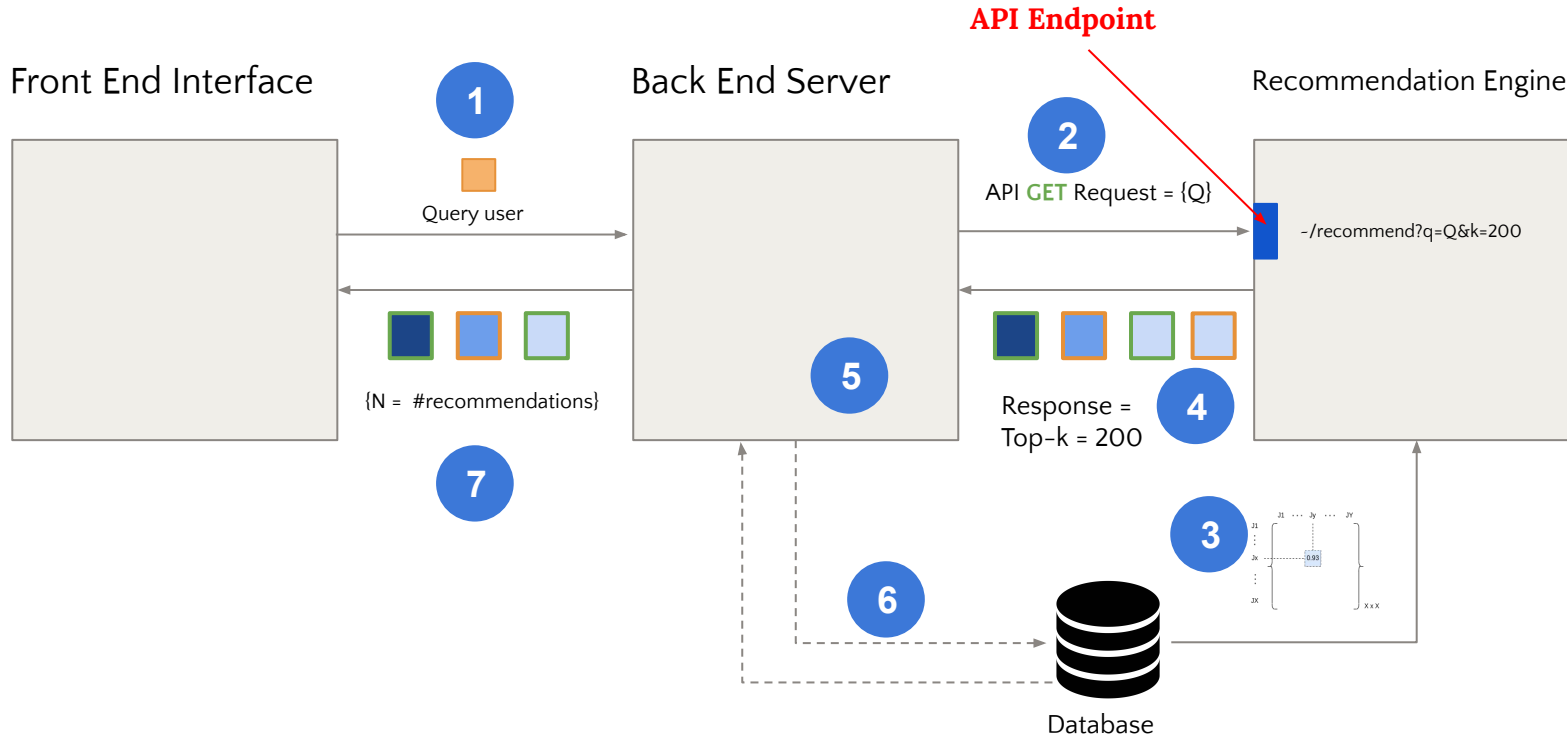 API Endpoint
Front End Interface
Back End Server
Recommendation Engine
1
2
Query user
API GET Request = {Q}
-/recommend?q=Q&k=200
5
4
{N = #recommendations}
Response =
Top-k = 200
7
3
J1 ... Jy ... JY
J1
Jx
0.93
JX
X x X
6
Database